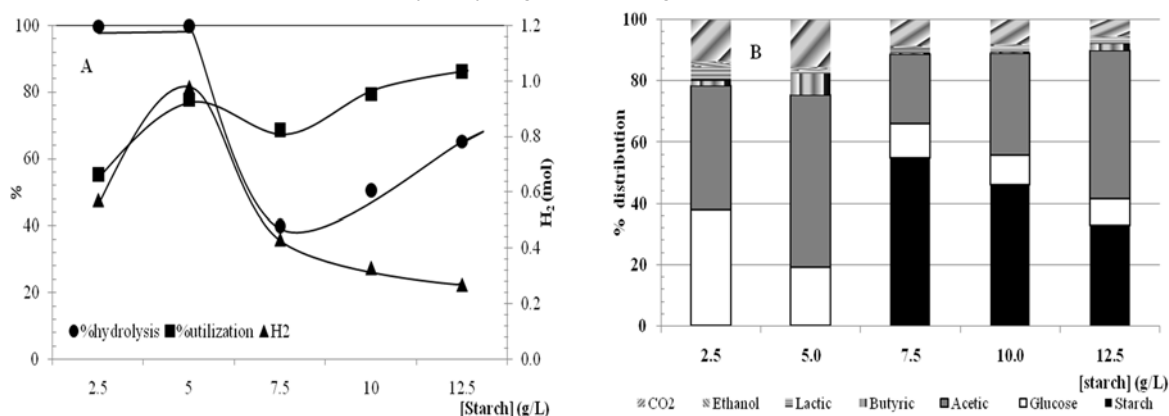 100
80
60
40
20
0
%
A
1.2
1.0
0.8
0.6
0.4
0.2
0.0
H2 (mol)
%hydrolysis %utilization H2
2.5 5 7.5 10 12.5
[Starch] (g/L)
100
80
60
40
20
0
% distribution
B
2.5 5.0 7.5 10.0 12.5
[starch] (g/L)
CO2 Ethanol Lactic Butyric Acetic Glucose Starch